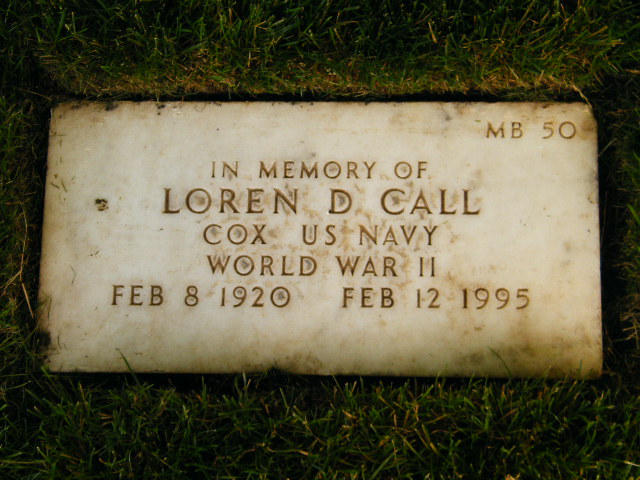 MB 50
IN MEMORY OF
LOREN D CALL
COX US NAVY
WORLD WAR II
FEB 8 1920 FEB 12 1995